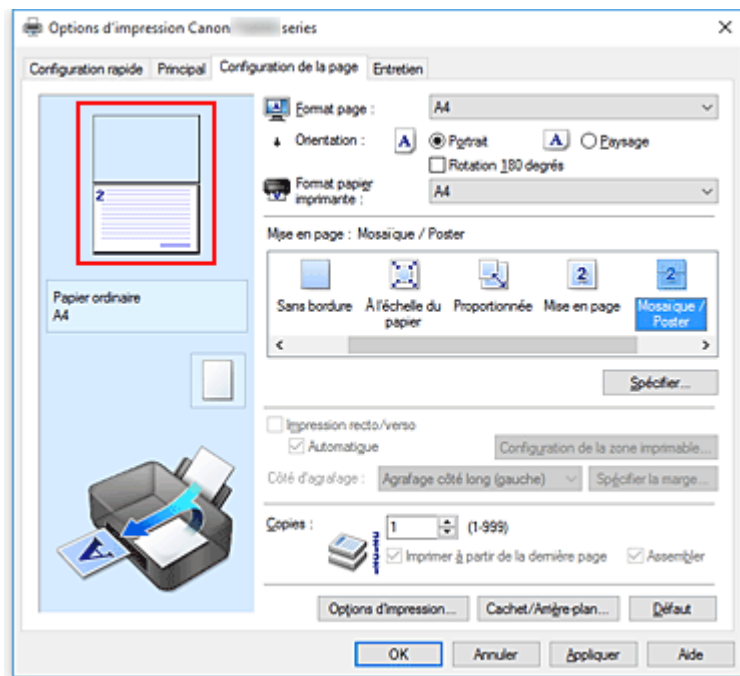 Options d'impression Canon series
Configuration rapide Principal Configuration de la page Entretien
Format page : A4
Orientation : A Portrait A Paysage
Rotation 180 degrés
Format papier imprimante : A4
Mise en page : Mosaïque / Poster
2
2
2
Sans bordure À l'échelle du papier Proportionnée Mise en page Mosaïque / Poster
Papier ordinaire
A4
Spécifier...
Impression recto/verso
Automatique Configuration de la zone imprimable...
Côté d'agrafage : Agrafage côté long (gauche) Spécifier la marge...
Copies : 1 (1-999)
Imprimer à partir de la dernière page Assembler
A
Options d'impression... Cachet/Arrière-plan... Défaut
OK Annuler Appliquer Aide